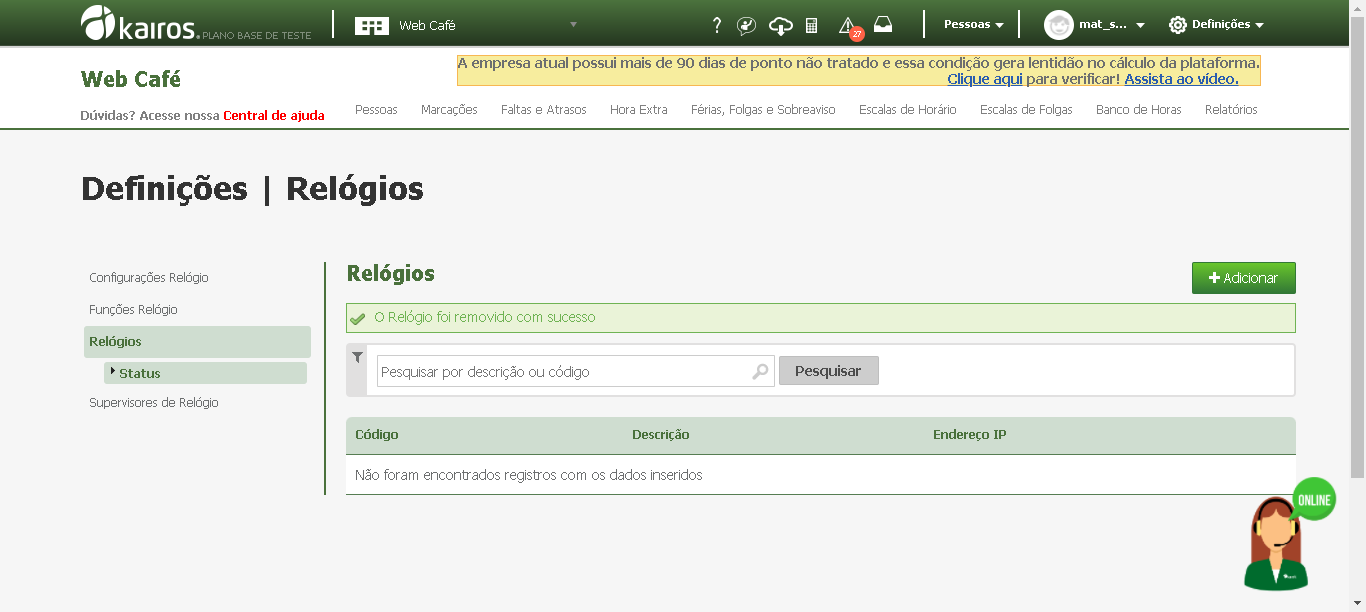 kairos. PLANO BASE DE TESTE
Web Café
?
27
Pessoas
mat_s...
Definições
A empresa atual possui mais de 90 dias de ponto não tratado e essa condição gera lentidão no cálculo da plataforma.
Clique aqui para verificar! Assista ao vídeo.
Web Café
Dúvidas? Acesse nossa Central de ajuda
Pessoas Marcações Faltas e Atrasos Hora Extra Férias, Folgas e Sobreaviso Escalas de Horário Escalas de Folgas Banco de Horas Relatórios
Definições | Relógios
Configurações Relógio
Funções Relógio
Relógios
Status
Supervisores de Relógio
Relógios
+ Adicionar
O Relógio foi removido com sucesso
Pesquisar por descrição ou código
Pesquisar
Código Descrição Endereço IP
Não foram encontrados registros com os dados inseridos
ONLINE